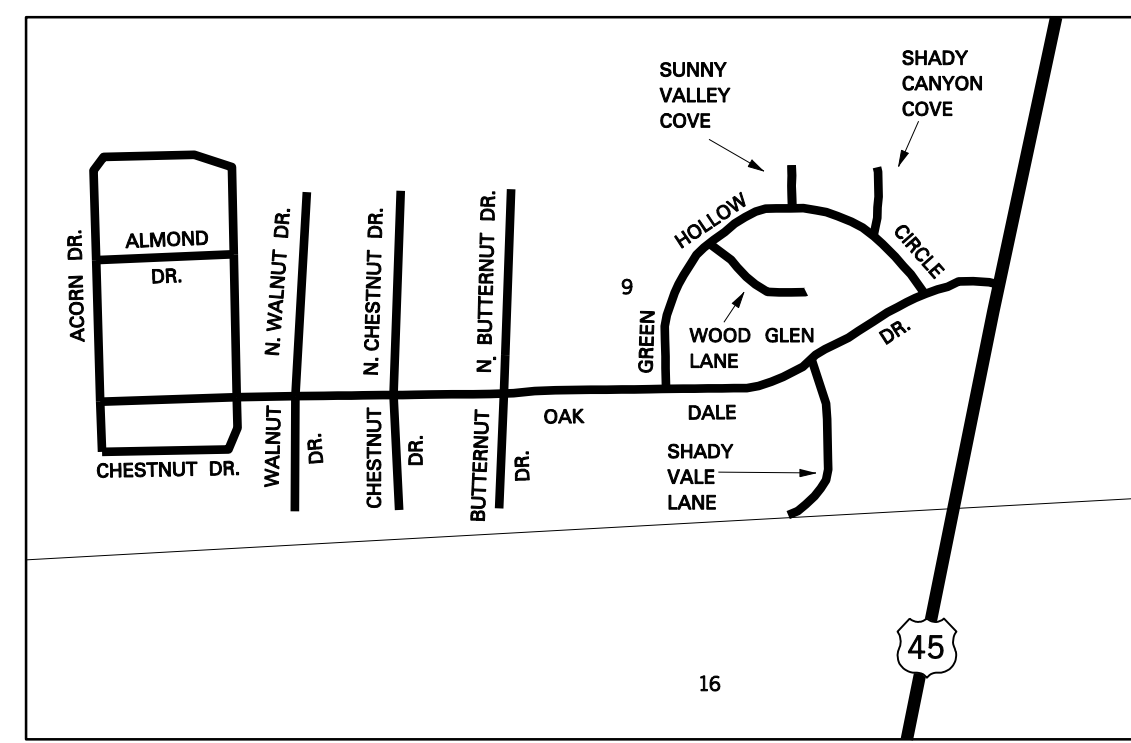 SUNNY
VALLEY
COVE
SHADY
CANYON
COVE
HOLLOW
CIRCLE
ACORN DR.
ALMOND
DR.
N. WALNUT DR.
N. CHESTNUT DR.
N. BUTTERNUT DR.
9
GREEN
WOOD GLEN
LANE
DR.
OAK
DALE
CHESTNUT DR.
WALNUT
DR.
CHESTNUT
DR.
BUTTERNUT
DR.
SHADY
VALE
LANE
45
16